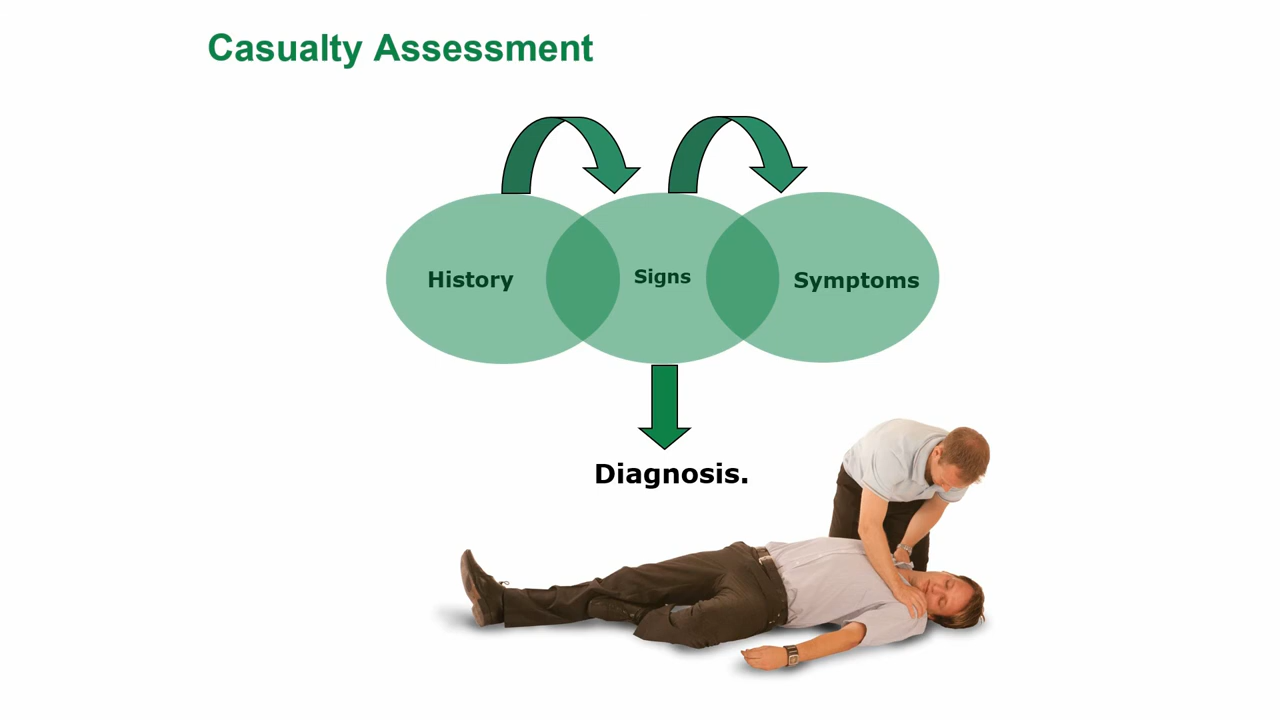 Casualty Assessment
History
Signs
Symptoms
Diagnosis.